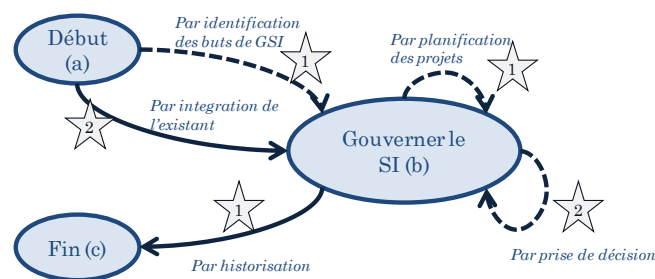 Début
(a)
Par identification
des buts de GSI
1
Par planification
des projets
1
2
Par integration de
l'existant
Gouverner le
SI (b)
1
2
Fin (c)
Par historisation
Par prise de décision